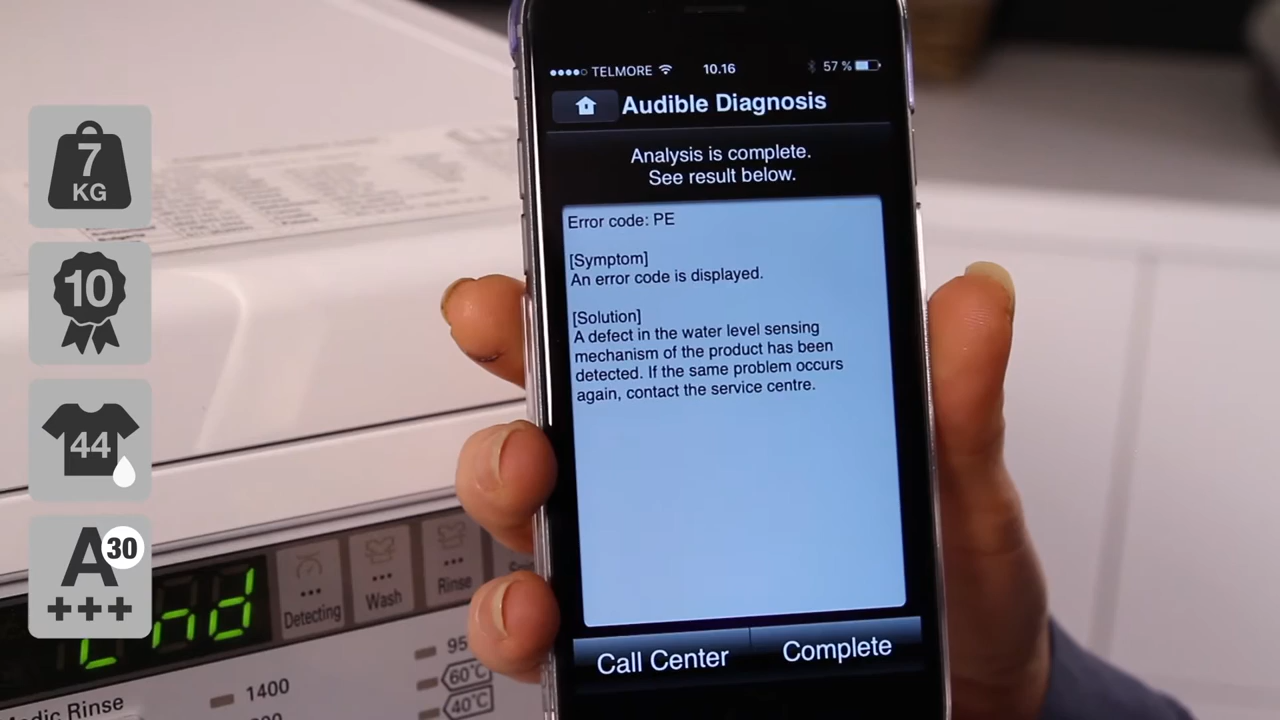 7
KG
10
44
A
30
+++
TELMORE
10.16
57 %
Audible Diagnosis
Analysis is complete.
See result below.
Error code: PE
[Symptom]
An error code is displayed.
[Solution]
A defect in the water level sensing
mechanism of the product has been
detected. If the same problem occurs
again, contact the service centre.
Call Center
Complete
End
Detecting
Wash
Rinse
Medic Rinse
1400
95
60°C
40°C